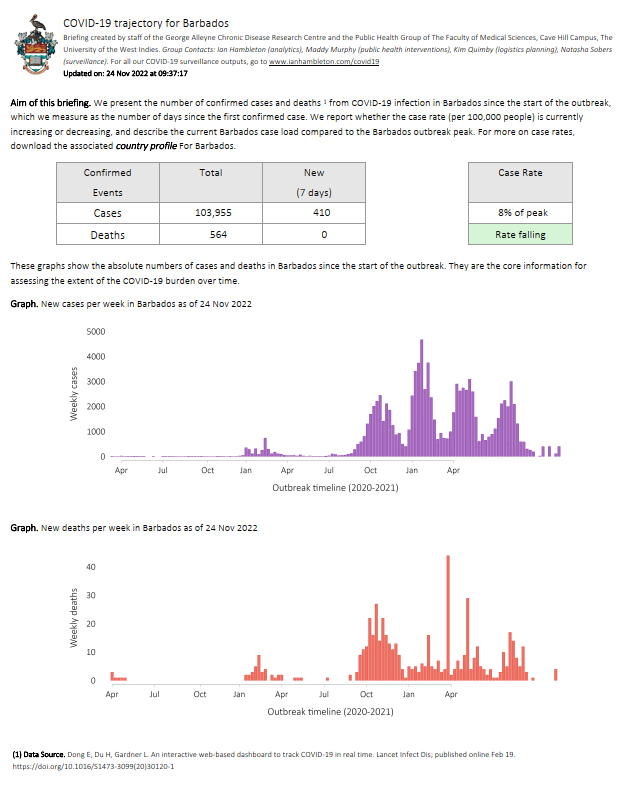 COVID-19 trajectory for Barbados
Briefing created by staff of the George Alleyne Chronic Disease Research Centre and the Public Health Group of The Faculty of Medical Sciences, Cave Hill Campus, The
University of the West Indies. Group Contacts: Ian Hambleton (analytics), Maddy Murphy (public health interventions), Kim Quimby (logistics planning), Natasha Sobers
(surveillance). For all our COVID-19 surveillance outputs, go to www.ianhambleton.com/covid19
Updated on: 24 Nov 2022 at 09:37:17
Aim of this briefing. We present the number of confirmed cases and deaths ¹ from COVID-19 infection in Barbados since the start of the outbreak,
which we measure as the number of days since the first confirmed case. We report whether the case rate (per 100,000 people) is currently
increasing or decreasing, and describe the current Barbados case load compared to the Barbados outbreak peak. For more on case rates,
download the associated country profile For Barbados.
Confirmed Events Total New (7 days) Case Rate
Cases 103,955 410 8% of peak
Deaths 564 0 Rate falling
These graphs show the absolute numbers of cases and deaths in Barbados since the start of the outbreak. They are the core information for
assessing the extent of the COVID-19 burden over time.
Graph. New cases per week in Barbados as of 24 Nov 2022
Weekly cases
5000
4000
3000
2000
1000
0
Apr Jul Oct Jan Apr Jul Oct Jan Apr
Outbreak timeline (2020-2021)
Graph. New deaths per week in Barbados as of 24 Nov 2022
Weekly deaths
40
30
20
10
0
Apr Jul Oct Jan Apr Jul Oct Jan Apr
Outbreak timeline (2020-2021)
(1) Data Source. Dong E, Du H, Gardner L. An interactive web-based dashboard to track COVID-19 in real time. Lancet Infect Dis; published online Feb 19.
https://doi.org/10.1016/S1473-3099(20)30120-1